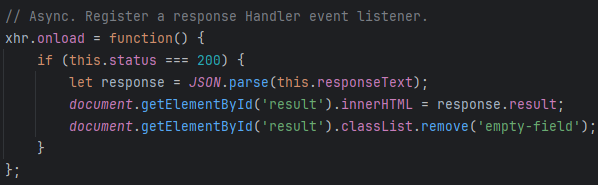 // Async. Register a response Handler event listener.
xhr.onload = function() {
    if (this.status === 200) {
        let response = JSON.parse(this.responseText);
        document.getElementById('result').innerHTML = response.result;
        document.getElementById('result').classList.remove('empty-field');
    }
};